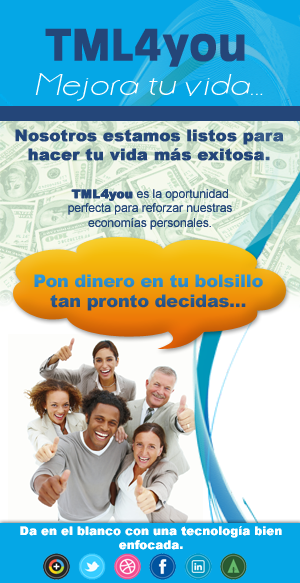 TML4you
Mejora tu vida...
Nosotros estamos listos para
hacer tu vida más exitosa.
TML4you es la oportunidad
perfecta para reforzar nuestras
economías personales.
Pon dinero en tu bolsillo
tan pronto decidas...
Da en el blanco con una tecnología bien
enfocada.